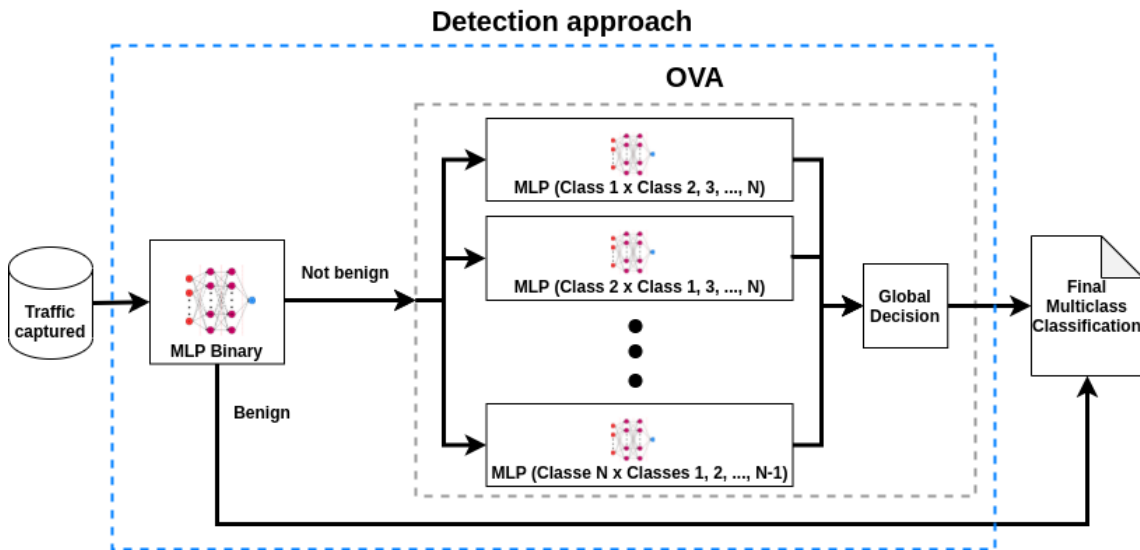 Detection approach
OVA
MLP (Class 1 x Class 2, 3, ..., N)
MLP (Class 2 x Class 1, 3, ..., N)
Traffic
captured
MLP Binary
Not benign
Benign
Global
Decision
Final
Multiclass
Classification
MLP (Classe N x Classes 1, 2, ..., N-1)